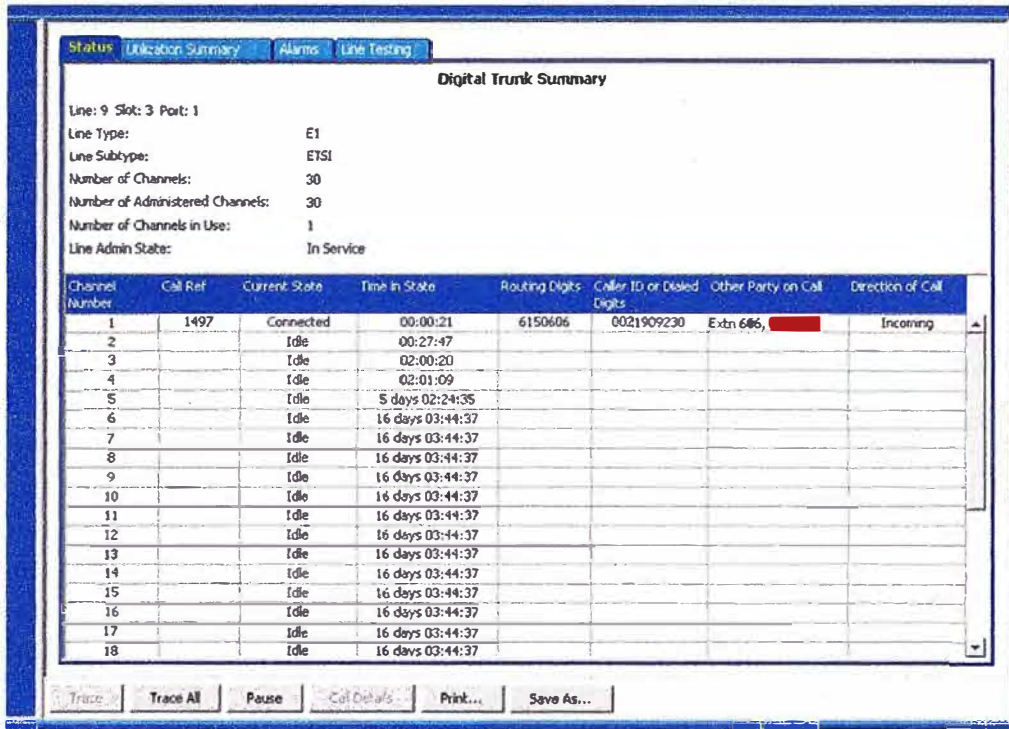 Status Utilization Summary Alarms Line Testing
Digital Trunk Summary
Line: 9 Slot: 3 Port: 1
Line Type: E1
Line Subtype: ETSI
Number of Channels: 30
Number of Administered Channels: 30
Number of Channels in Use: 1
Line Admin State: In Service
Channel Number Call Ref Current State Time in State Routing Digits Caller ID or Dialed Digits Other Party on Call Direction of Call
1 1497 Connected 00:00:21 6150606 0021909230 Extn 606, Incoming
2 Idle 00:27:47
3 Idle 02:00:20
4 Idle 02:01:09
5 Idle 5 days 02:24:35
6 Idle 16 days 03:44:37
7 Idle 16 days 03:44:37
8 Idle 16 days 03:44:37
9 Idle 16 days 03:44:37
10 Idle 16 days 03:44:37
11 Idle 16 days 03:44:37
12 Idle 16 days 03:44:37
13 Idle 16 days 03:44:37
14 Idle 16 days 03:44:37
15 Idle 16 days 03:44:37
16 Idle 16 days 03:44:37
17 Idle 16 days 03:44:37
18 Idle 16 days 03:44:37
Trace Trace All Pause Call Details Print... Save As...